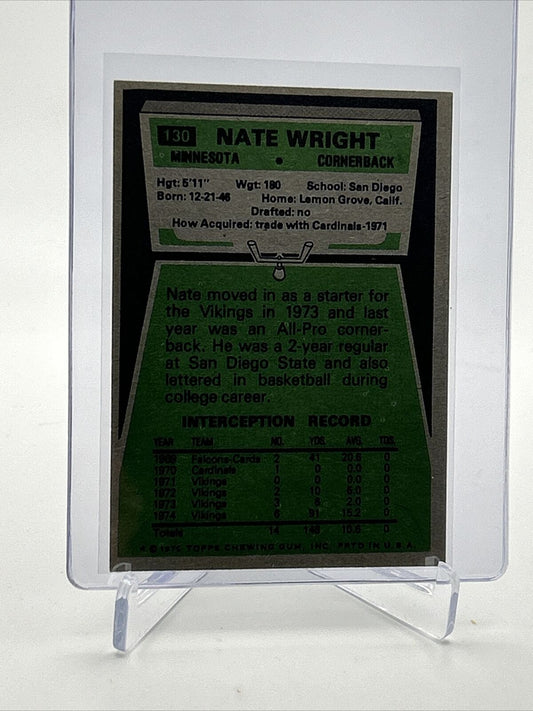 130 NATE WRIGHT
MINNESOTA • CORNERBACK
Hgt: 5'11" Wgt: 180 School: San Diego
Born: 12-21-46 Home: Lemon Grove, Calif.
Drafted: no
How Acquired: trade with Cardinals-1971
Nate moved in as a starter for
the Vikings in 1973 and last
year was an All-Pro corner-
back. He was a 2-year regular
at San Diego State and also
lettered in basketball during
college career.
INTERCEPTION RECORD
YEAR TEAM NO. YDS. AVG. TDS.
1969 Falcons-Cards 2 41 20.5 0
1970 Cardinals 1 0 0.0 0
1971 Vikings 0 0 0.0 0
1972 Vikings 2 10 5.0 0
1973 Vikings 3 8 2.0 0
1974 Vikings 6 91 15.2 0
Totals 14 148 0
© 1975 TOPPS CHEWING GUM, INC. PRTD IN U.S.A.